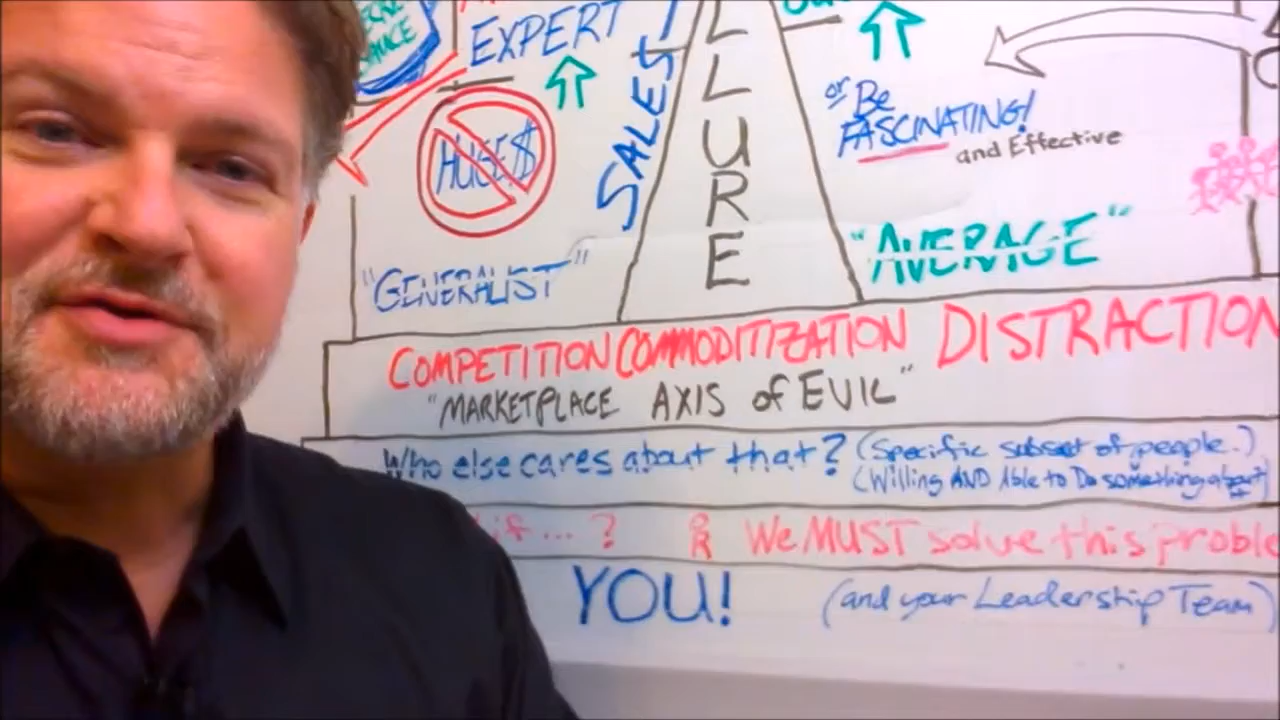 EXPERT
SALES
HUGE$
LLURE
or Be
FASCINATING!
and Effective
"GENERALIST"
"AVERAGE"
COMPETITION COMMODITIZATION DISTRACTION
"MARKETPLACE AXIS of EVIL"
Who else cares about that? (Specific subset of people.)
(Willing AND Able to Do something about it)
if...? OR We MUST solve this proble
YOU! (and your Leadership Team)